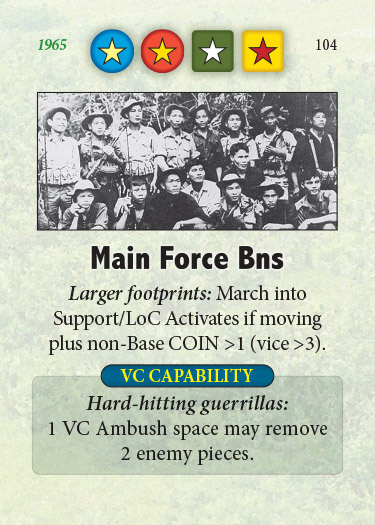 1965
104
Main Force Bns
Larger footprints: March into
Support/LoC Activates if moving
plus non-Base COIN >1 (vice >3).
VC CAPABILITY
Hard-hitting guerrillas:
1 VC Ambush space may remove
2 enemy pieces.